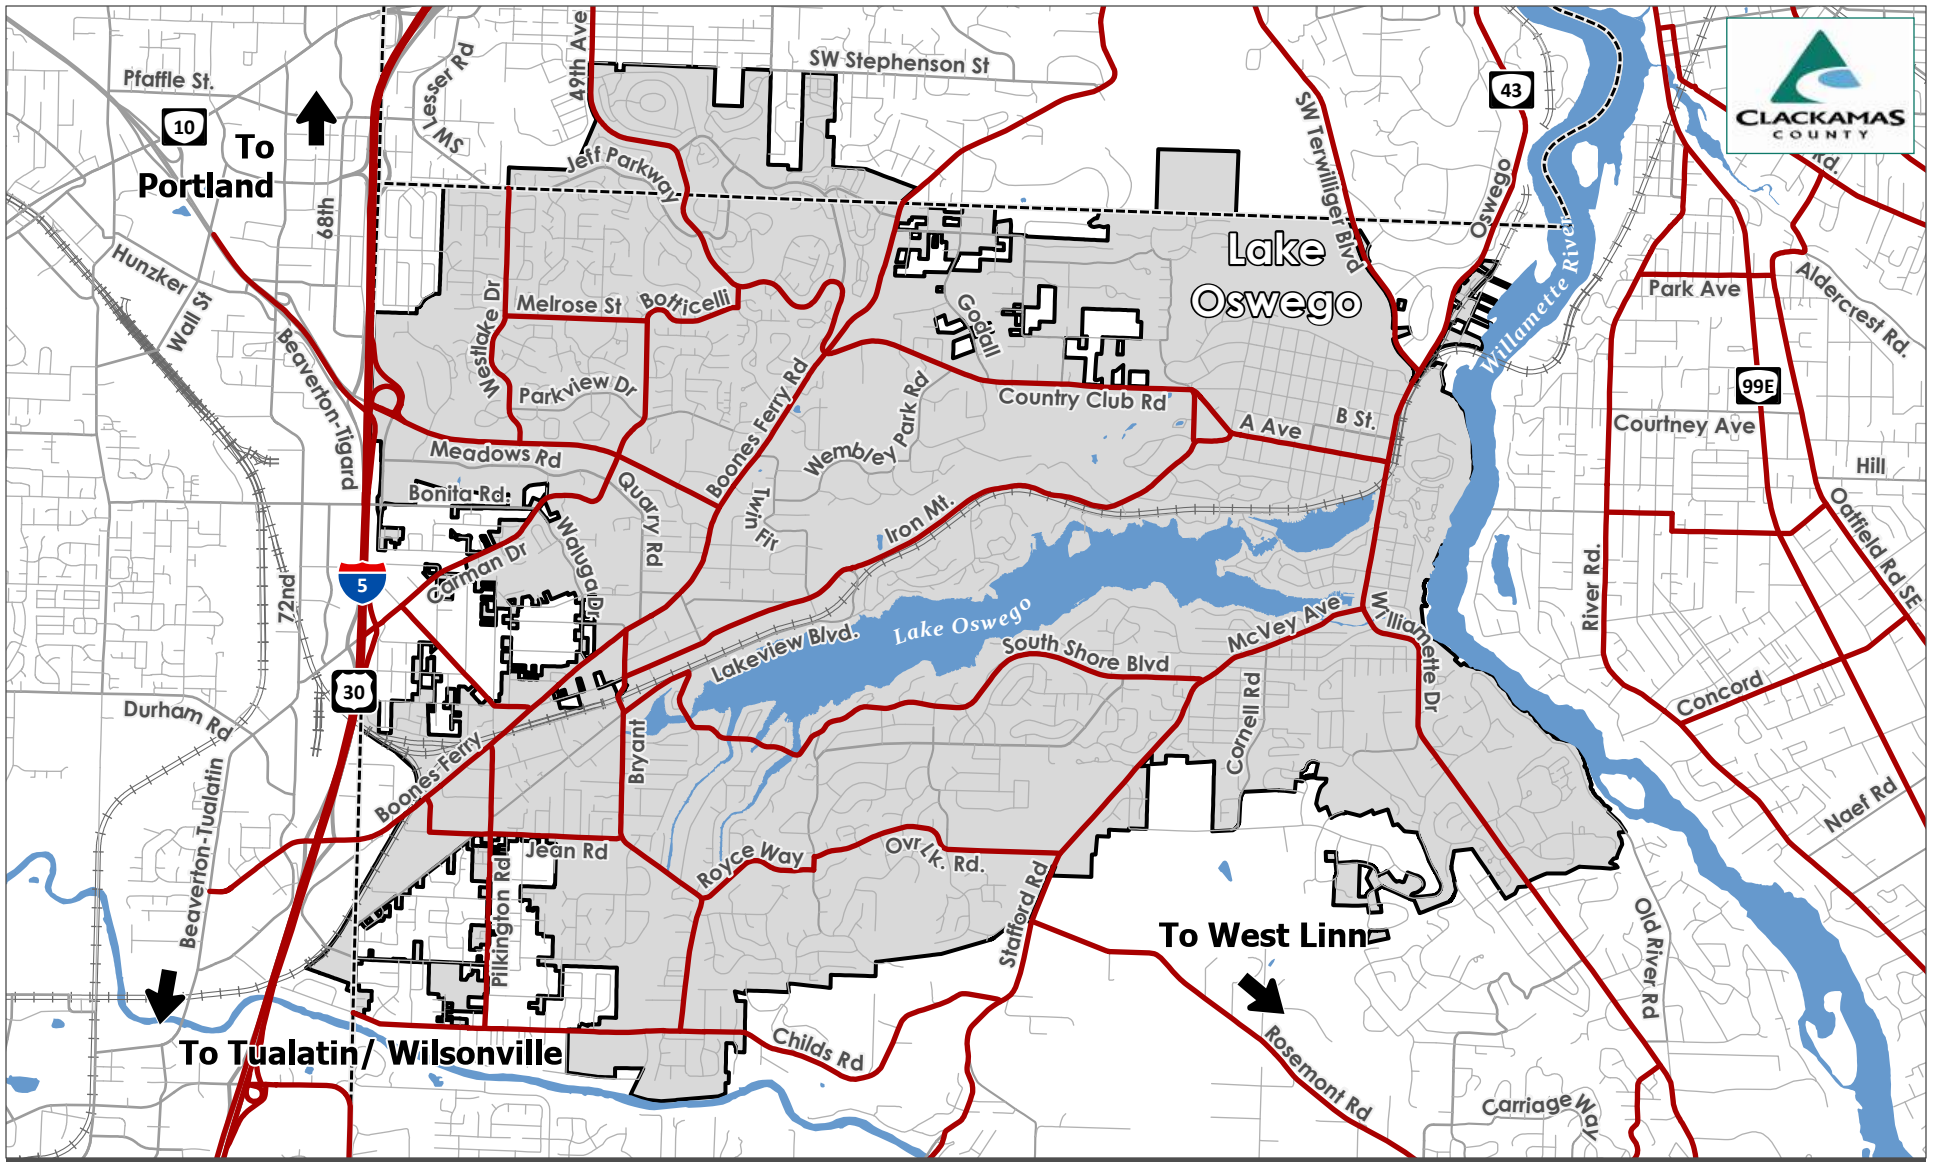 49th Ave
SW Stephenson St
Pfaffle St.
SW Lesser Rd
10
To
Portland
43
CLACKAMAS
COUNTY
Rd.
Jeff Parkway
SW Terwilliger Blvd
Oswego
68th
Hunzker
Wall St
Lake
Oswego
Willamette River
Park Ave
Aldercrest Rd.
Westlake Dr
Melrose St
Botticelli
Godall
Beaverton-Tigard
Parkview Dr
Boones Ferry Rd
Wembley Park Rd
Country Club Rd
A Ave
B St.
99E
Courtney Ave
Hill
Meadows Rd
Bonita Rd.
Quarry Rd
Twin Fir
Iron Mt.
Oatfield Rd SE
Waluga Dr
Carman Dr
5
72nd
River Rd.
Lake Oswego
Lakeview Blvd.
South Shore Blvd
McVey Ave
Williamette Dr
30
Durham Rd
Bryant
Cornell Rd
Concord
Boones Ferry
Beaverton-Tualatin
Naef Rd
Jean Rd
Royce Way
Ovr Lk. Rd.
Pilkington Rd
Stafford Rd
To West Linn
Old River Rd
To Tualatin/ Wilsonville
Childs Rd
Rosemont Rd
Carriage Way